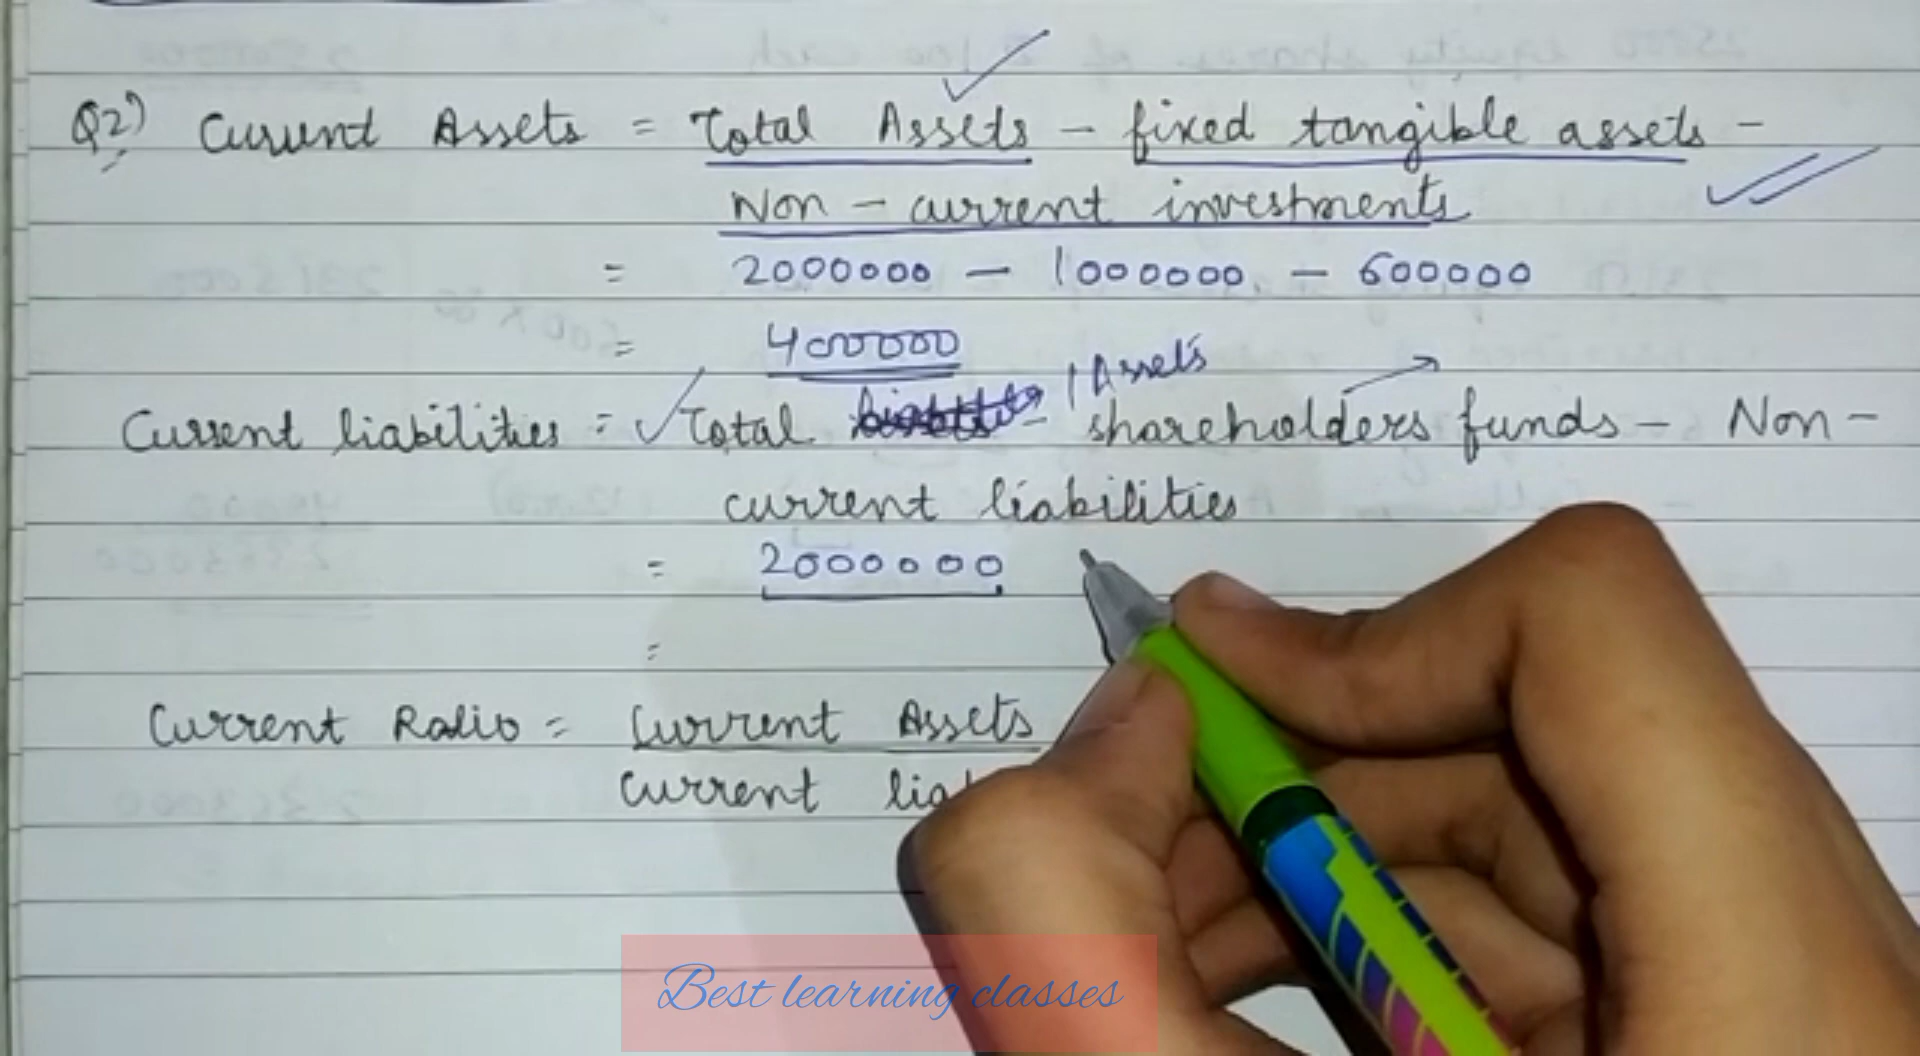 Q2) Current Assets = Total Assets - fixed tangible assets -
Non - current investments
= 2000000 - 1000000 - 600000
= 400000
Assets
Current liabilities = Total - shareholders funds - Non -
current liabilities
= 2000000
=
Current Ratio = Current Assets
Current
Best learning classes